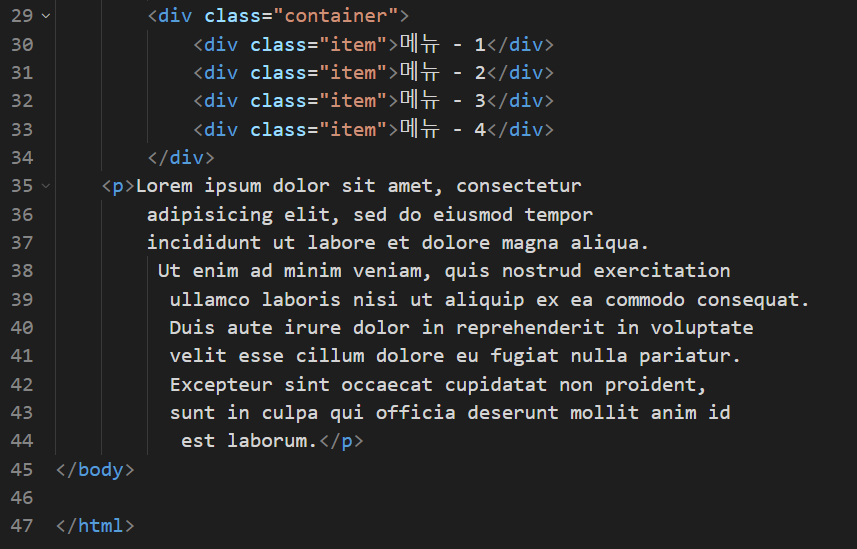 29 <div class="container">
30 <div class="item">메뉴 - 1</div>
31 <div class="item">메뉴 - 2</div>
32 <div class="item">메뉴 - 3</div>
33 <div class="item">메뉴 - 4</div>
34 </div>
35 <p>Lorem ipsum dolor sit amet, consectetur
36 adipisicing elit, sed do eiusmod tempor
37 incididunt ut labore et dolore magna aliqua.
38 Ut enim ad minim veniam, quis nostrud exercitation
39 ullamco laboris nisi ut aliquip ex ea commodo consequat.
40 Duis aute irure dolor in reprehenderit in voluptate
41 velit esse cillum dolore eu fugiat nulla pariatur.
42 Excepteur sint occaecat cupidatat non proident,
43 sunt in culpa qui officia deserunt mollit anim id
44 est laborum.</p>
45 </body>
46
47 </html>